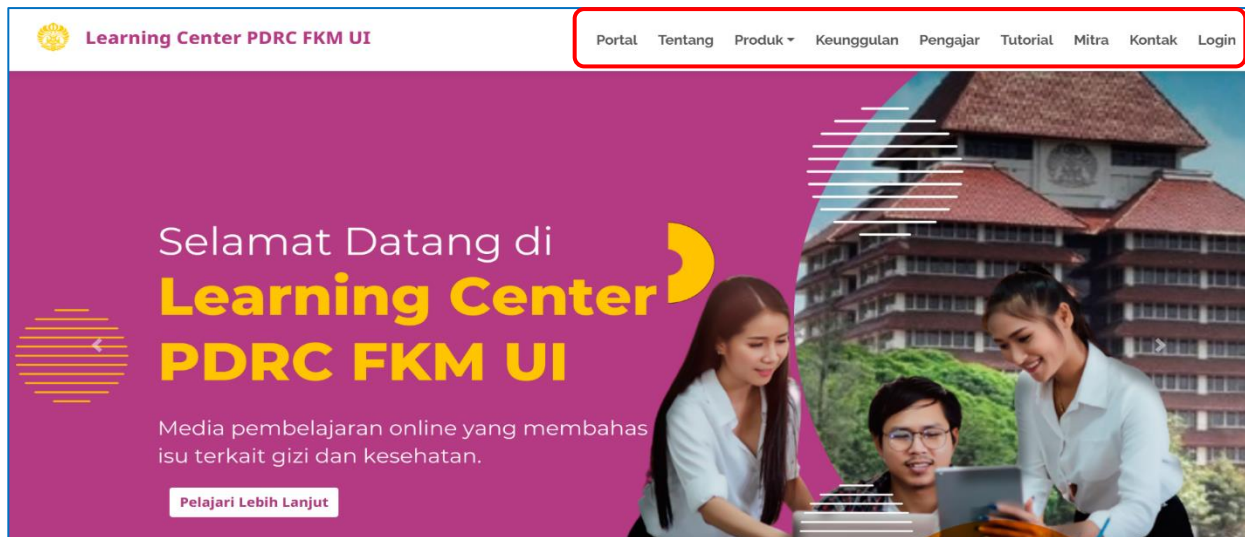 Learning Center PDRC FKM UI
Portal Tentang Produk Keunggulan Pengajar Tutorial Mitra Kontak Login
Selamat Datang di
Learning Center
PDRC FKM UI
Media pembelajaran online yang membahas
isu terkait gizi dan kesehatan.
Pelajari Lebih Lanjut